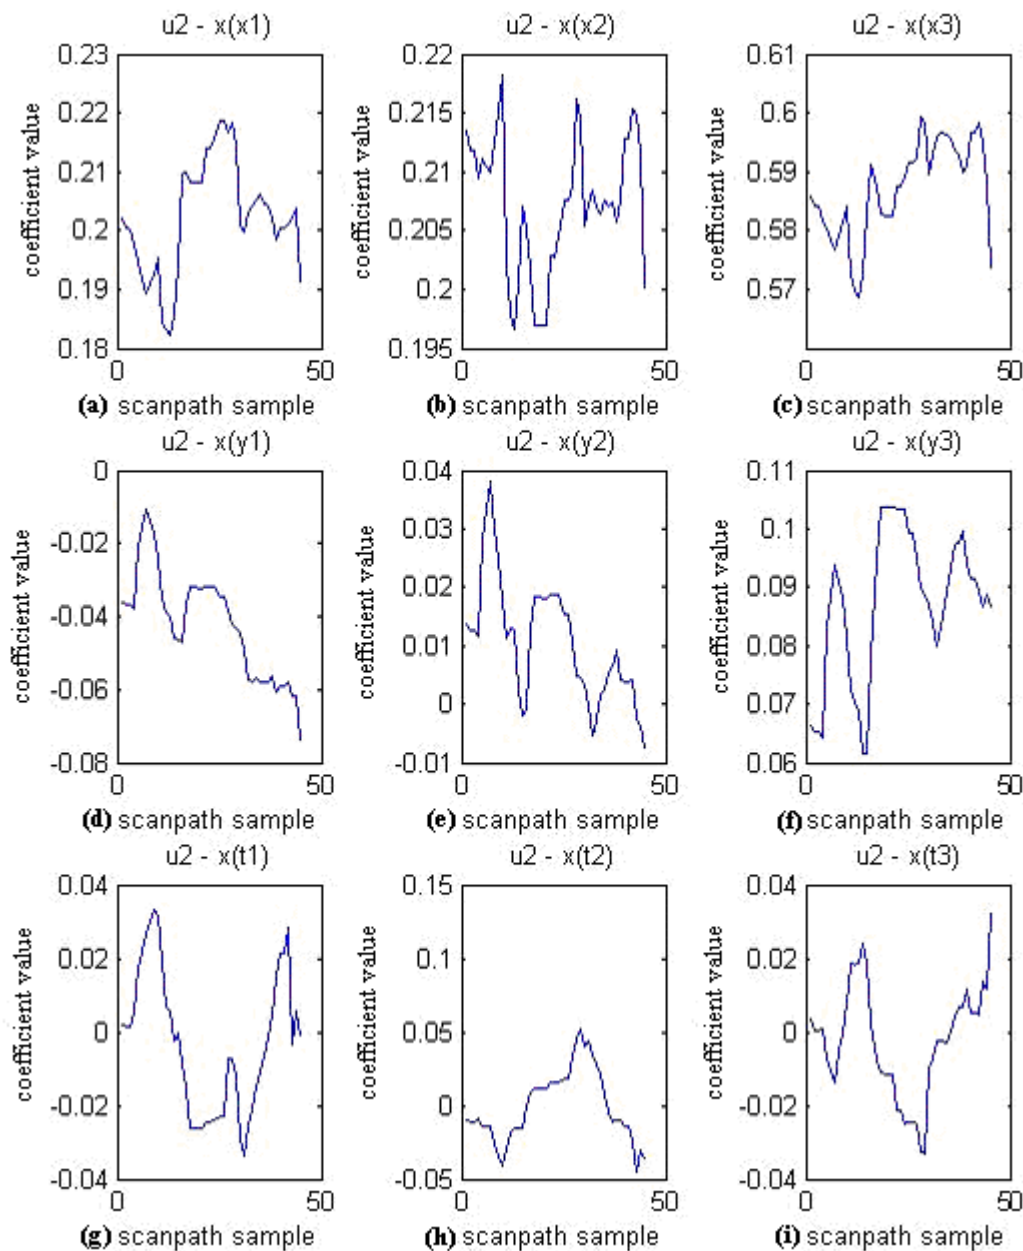 u2 - x(x1)
0.23
0.22
0.21
0.2
0.19
0.18
coefficient value
0
50
(a) scanpath sample
u2 - x(x2)
0.22
0.215
0.21
0.205
0.2
0.195
coefficient value
0
50
(b) scanpath sample
u2 - x(x3)
0.61
0.6
0.59
0.58
0.57
coefficient value
0
50
(c) scanpath sample
u2 - x(y1)
0
-0.02
-0.04
-0.06
-0.08
coefficient value
0
50
(d) scanpath sample
u2 - x(y2)
0.04
0.03
0.02
0.01
0
-0.01
coefficient value
0
50
(e) scanpath sample
u2 - x(y3)
0.11
0.1
0.09
0.08
0.07
0.06
coefficient value
0
50
(f) scanpath sample
u2 - x(t1)
0.04
0.02
0
-0.02
-0.04
coefficient value
0
50
(g) scanpath sample
u2 - x(t2)
0.15
0.1
0.05
0
-0.05
coefficient value
0
50
(h) scanpath sample
u2 - x(t3)
0.04
0.02
0
-0.02
-0.04
coefficient value
0
50
(i) scanpath sample